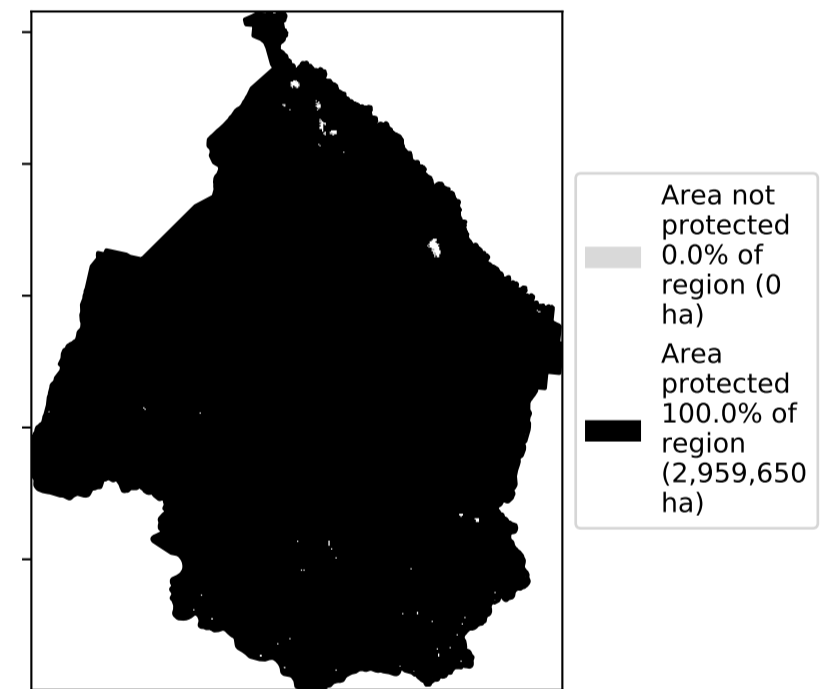 Area not
protected
0.0% of
region (0
ha)
Area
protected
100.0% of
region
(2,959,650
ha)